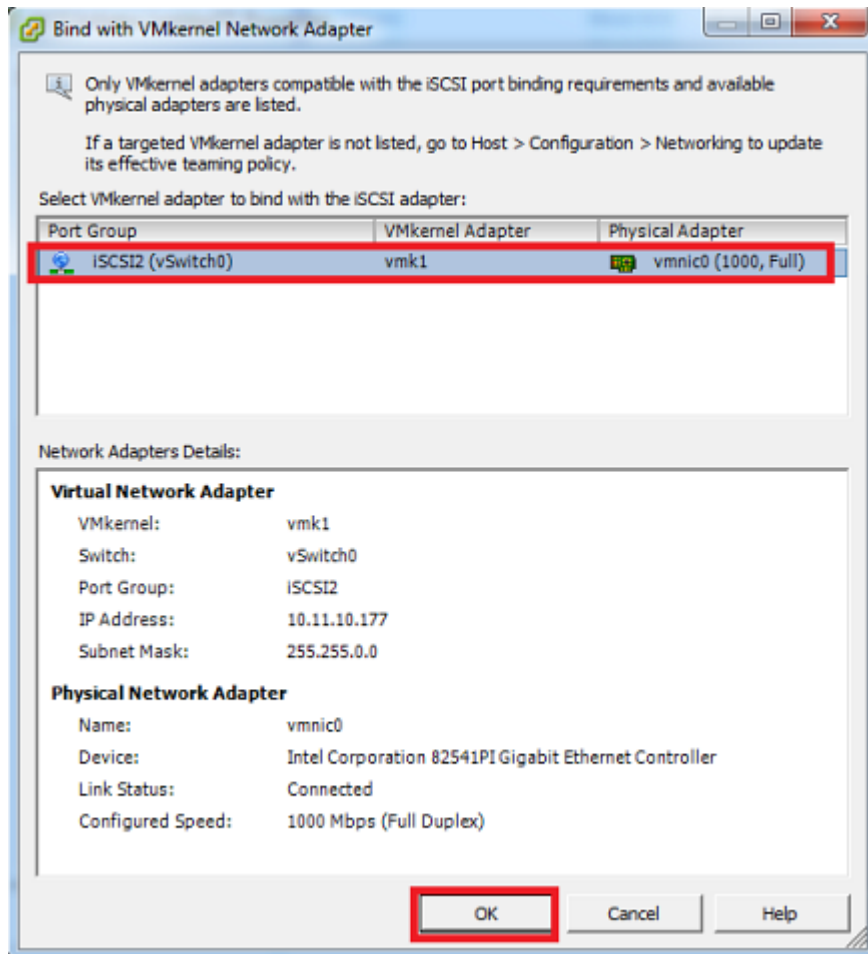 Bind with VMkernel Network Adapter
Only VMkernel adapters compatible with the iSCSI port binding requirements and available
physical adapters are listed.
If a targeted VMkernel adapter is not listed, go to Host > Configuration > Networking to update
its effective teaming policy.
Select VMkernel adapter to bind with the iSCSI adapter:
Port Group VMkernel Adapter Physical Adapter
iSCSI2 (vSwitch0) vmk1 vmnic0 (1000, Full)
Network Adapters Details:
Virtual Network Adapter
VMkernel: vmk1
Switch: vSwitch0
Port Group: iSCSI2
IP Address: 10.11.10.177
Subnet Mask: 255.255.0.0
Physical Network Adapter
Name: vmnic0
Device: Intel Corporation 82541PI Gigabit Ethernet Controller
Link Status: Connected
Configured Speed: 1000 Mbps (Full Duplex)
OK Cancel Help